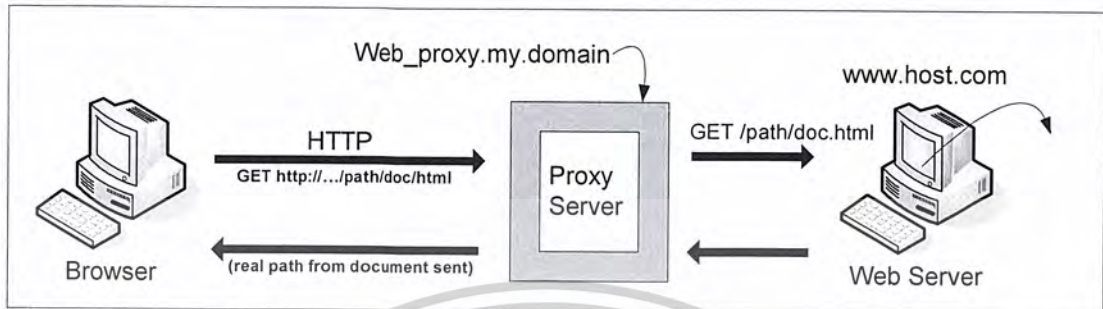 Web_proxy.my.domain
www.host.com
HTTP
GET http://…/path/doc/html
GET /path/doc.html
Proxy
Server
(real path from document sent)
Browser
Web Server